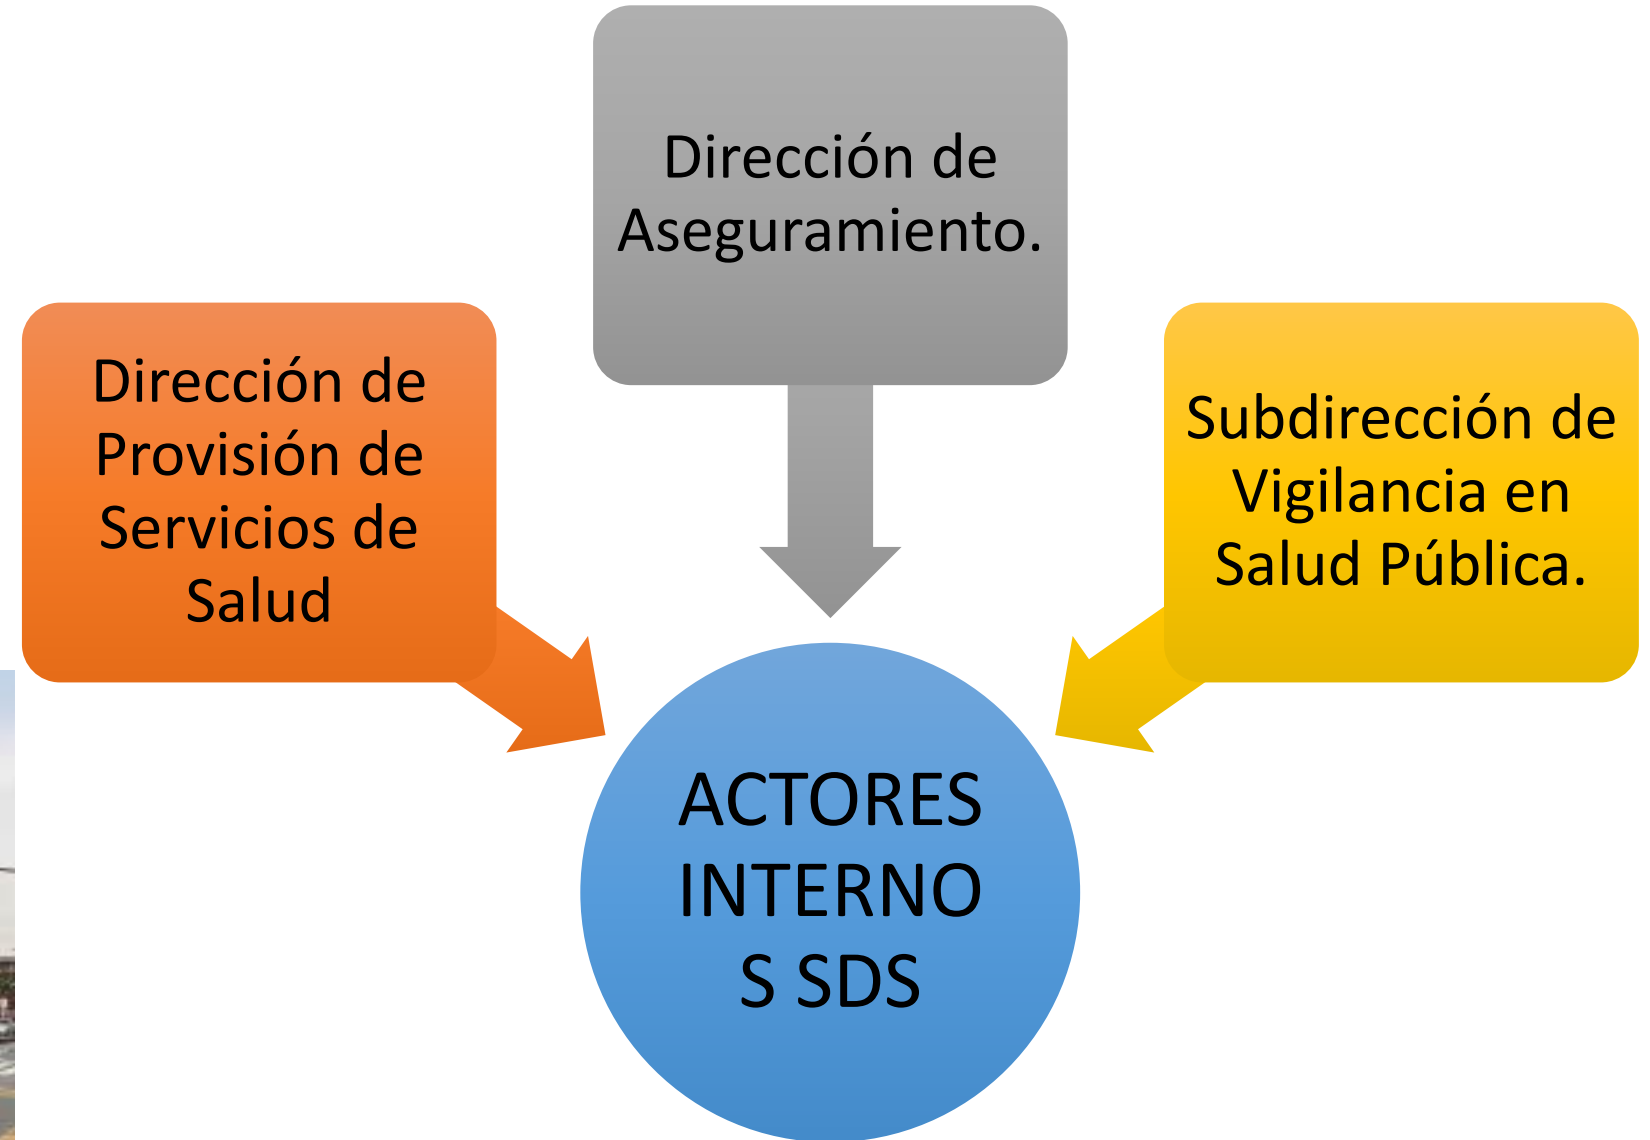 Dirección de
Aseguramiento.
Dirección de
Provisión de
Servicios de
Salud
Subdirección de
Vigilancia en
Salud Pública.
ACTORES
INTERNO
S SDS